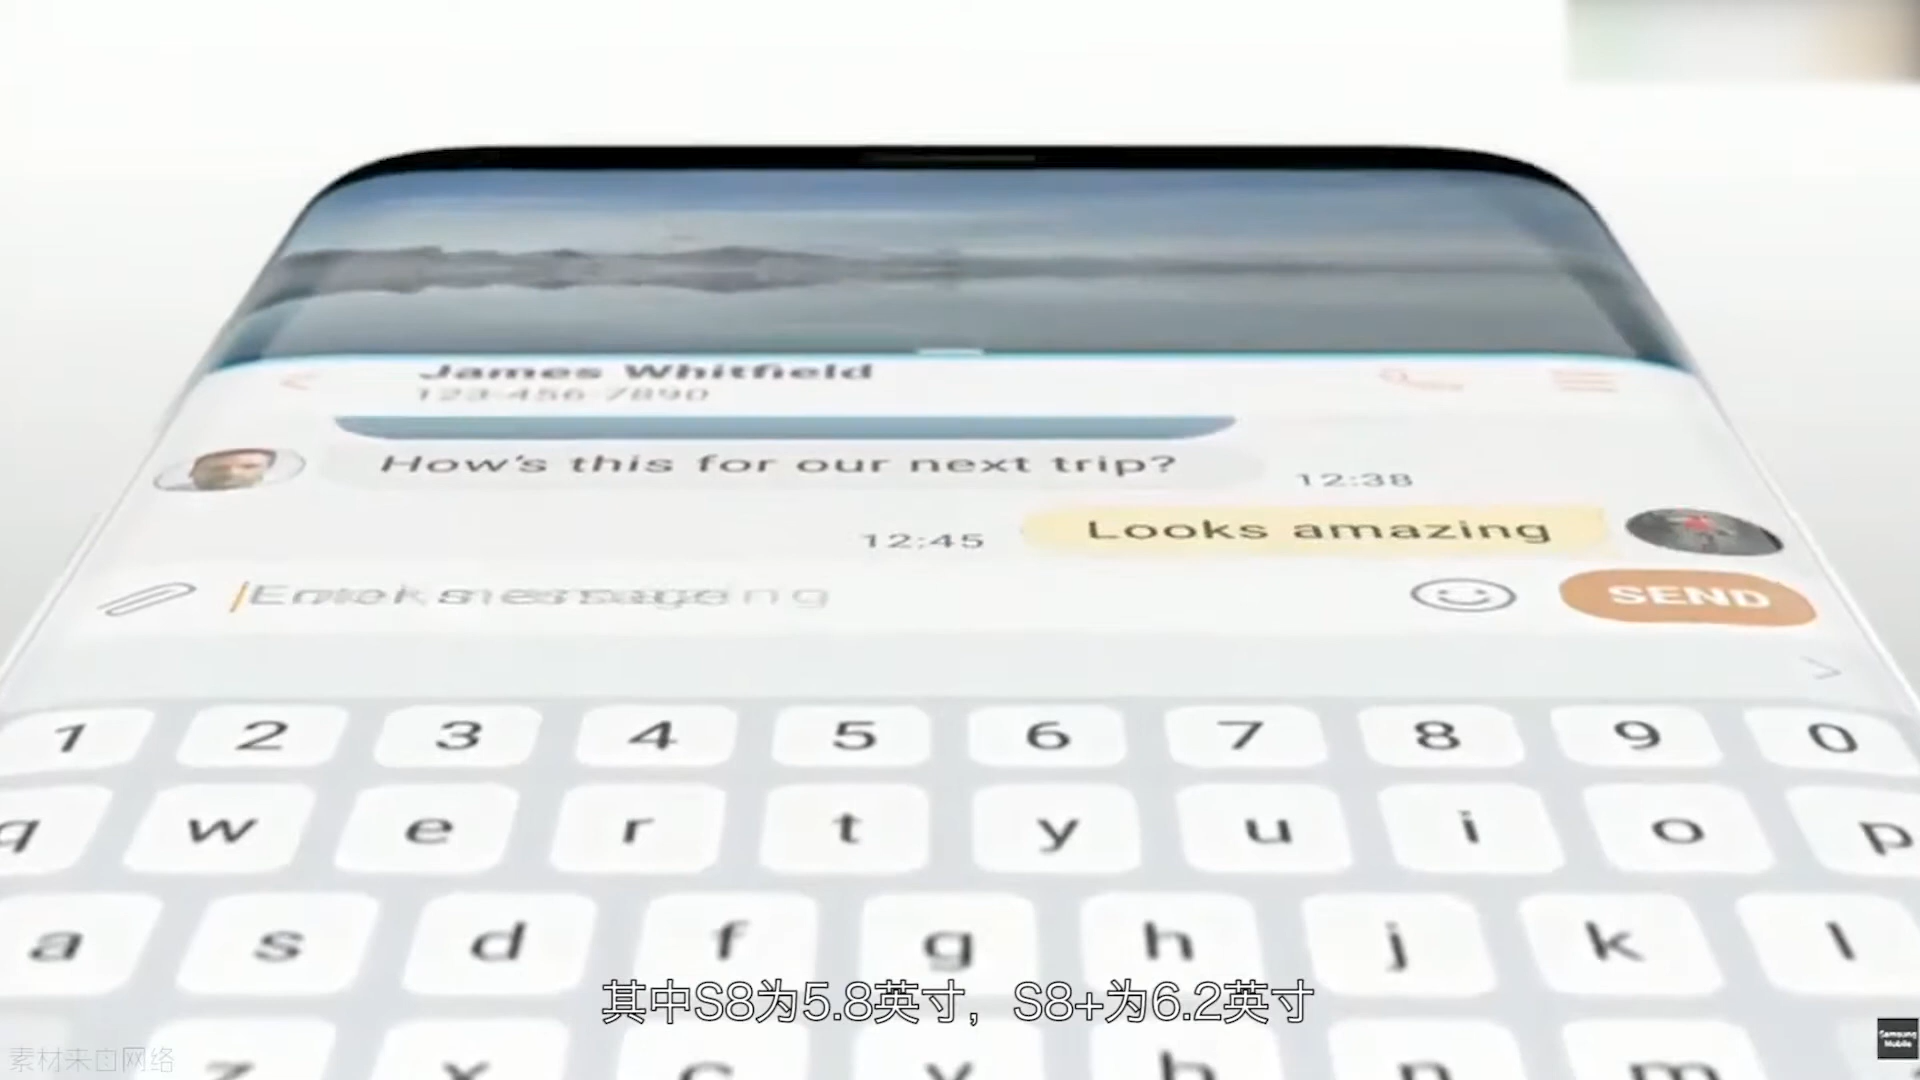 James Whitfield
123-456-7890
How's this for our next trip?
12:38
12:45
Looks amazing
SEND
1 2 3 4 5 6 7 8 9 0
q w e r t y u i o p
a s d f g h j k l
其中S8为5.8英寸，S8+为6.2英寸
z x c v b n m
素材来自网络
Samsung
Mobile